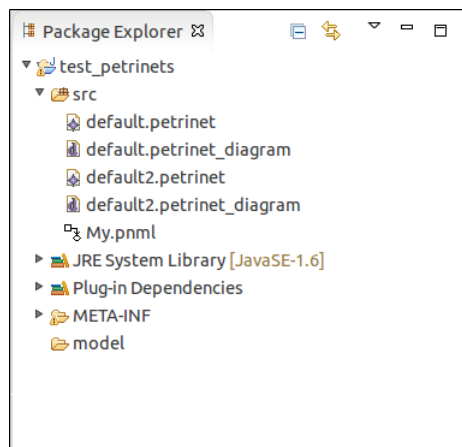 Package Explorer
test_petrinets
src
default.petrinet
default.petrinet_diagram
default2.petrinet
default2.petrinet_diagram
My.pnml
JRE System Library [JavaSE-1.6]
Plug-in Dependencies
META-INF
model